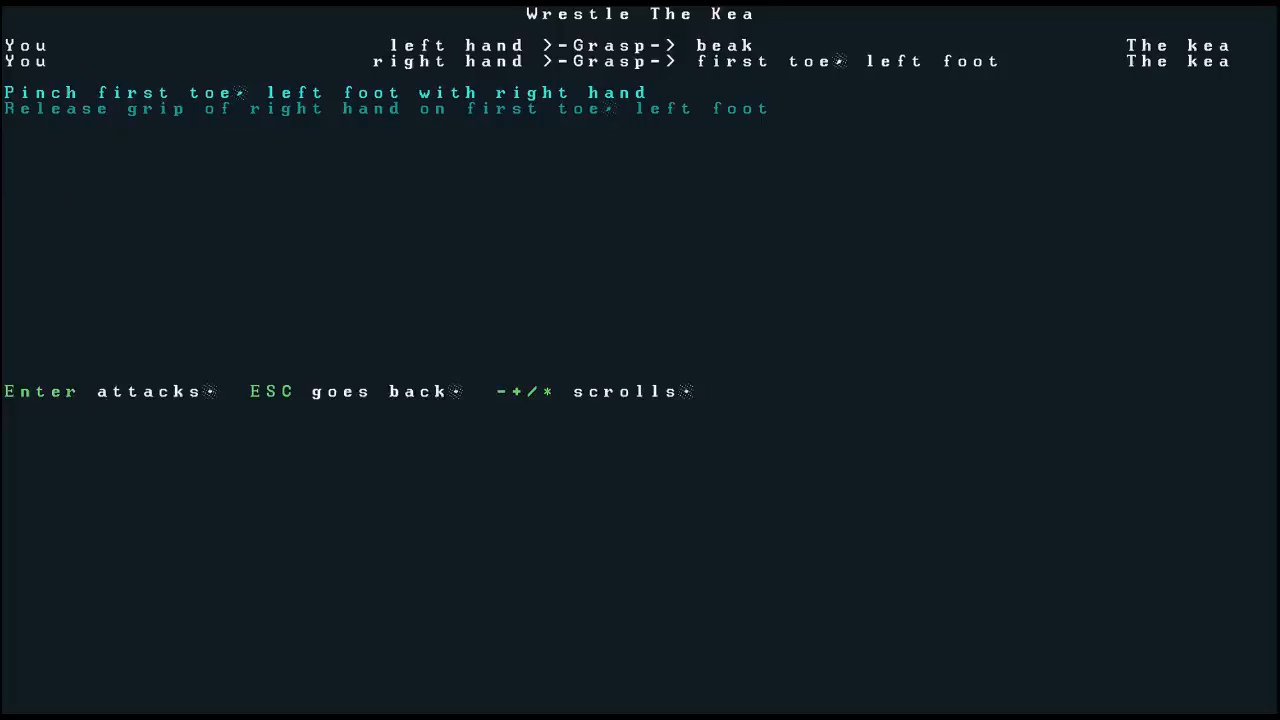 Wrestle The Kea
You left hand >-Grasp-> beak The kea
You right hand >-Grasp-> first toe, left foot The kea
Pinch first toe, left foot with right hand
Release grip of right hand on first toe, left foot
Enter attacks. ESC goes back. -+/* scrolls.